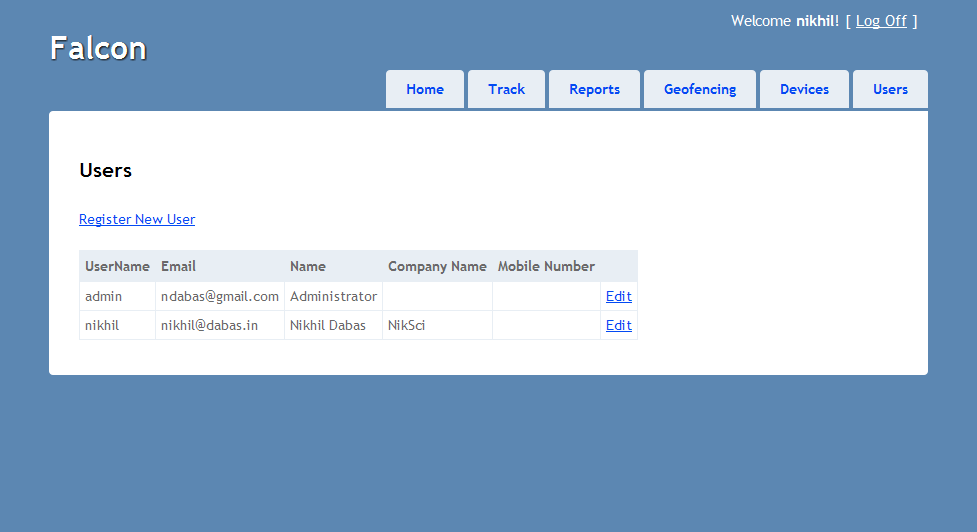 Welcome nikhil! [ Log Off ]
Falcon
Home Track Reports Geofencing Devices Users
Users
Register New User
UserName Email Name Company Name Mobile Number
admin ndabas@gmail.com Administrator Edit
nikhil nikhil@dabas.in Nikhil Dabas NikSci Edit